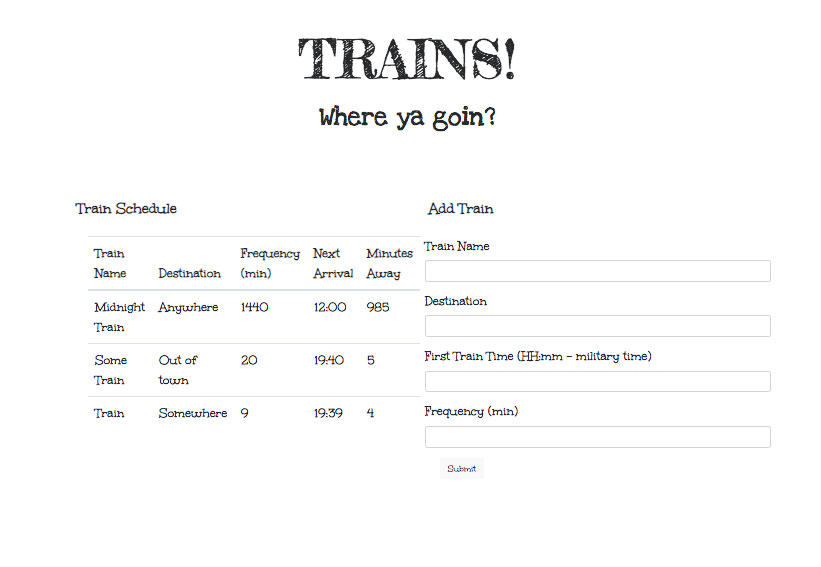 TRAINS!
Where ya goin?
Train Schedule
Train Name Destination Frequency (min) Next Arrival Minutes Away
Midnight Train Anywhere 1440 12:00 985
Some Train Out of town 20 19:40 5
Train Somewhere 9 19:39 4
Add Train
Train Name
Destination
First Train Time (HH:mm - military time)
Frequency (min)
Submit